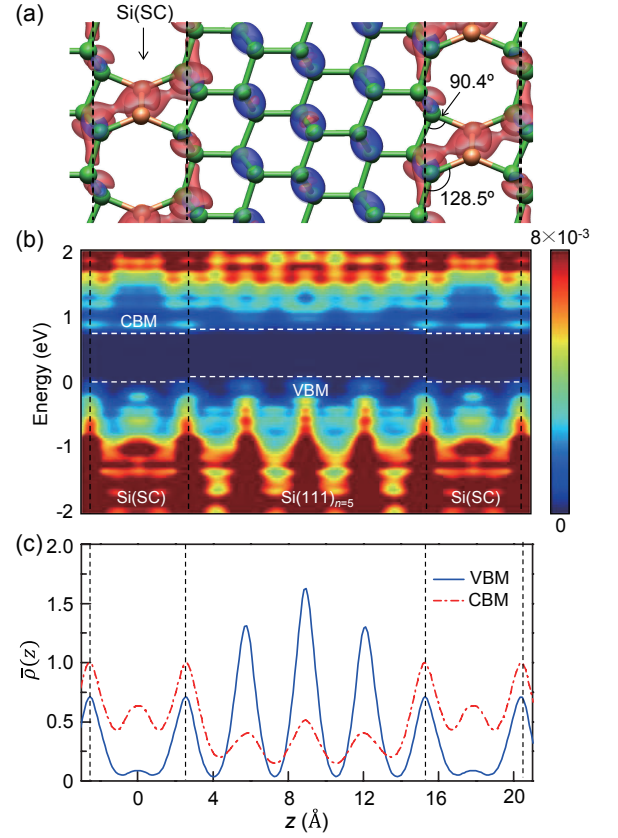 (a)
Si(SC)
90.4º
128.5º
(b)
8×10⁻³
2
1
0
-1
-2
Energy (eV)
CBM
VBM
Si(SC)
Si(111)ₙ₌₅
Si(SC)
0
(c)
2.0
1.5
1.0
0.5
0
ρ̅(z)
VBM
CBM
0 4 8 12 16 20
z (Å)